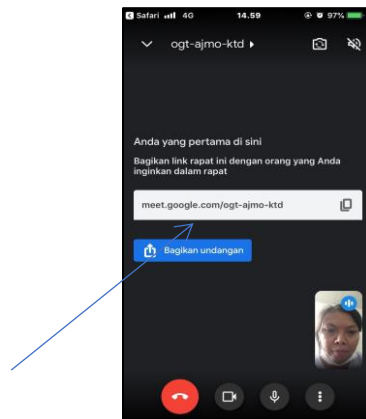 Safari 4G 14.59 97%
ogt-ajmo-ktd
Anda yang pertama di sini
Bagikan link rapat ini dengan orang yang Anda
inginkan dalam rapat
meet.google.com/ogt-ajmo-ktd
Bagikan undangan